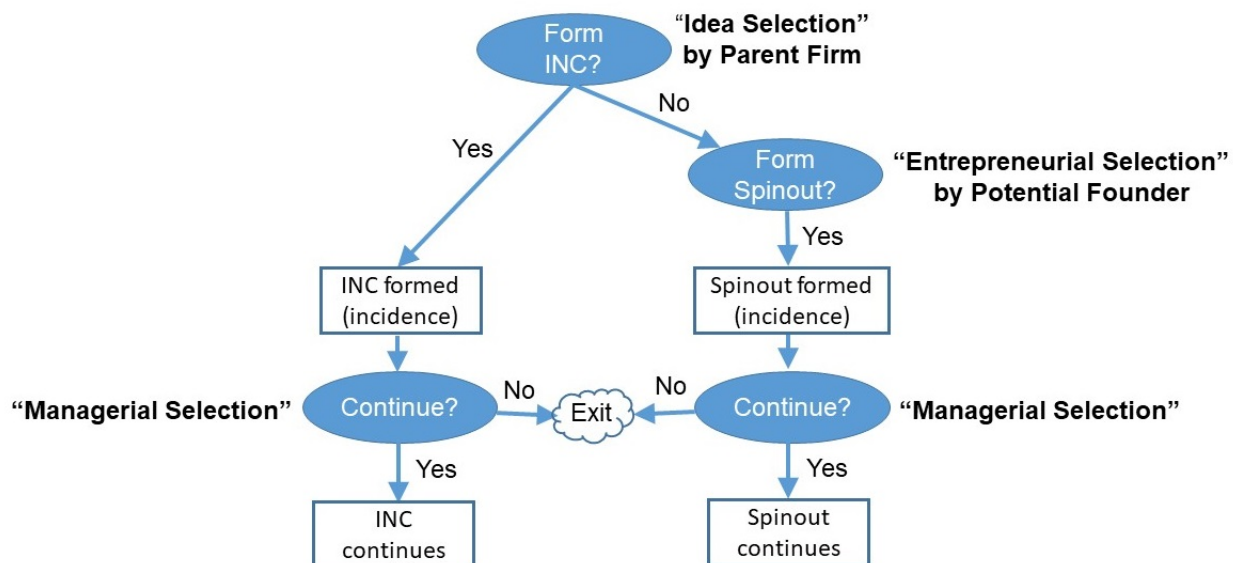 Form
INC?
“Idea Selection”
by Parent Firm
No
Yes
Form
Spinout?
“Entrepreneurial Selection”
by Potential Founder
Yes
INC formed
(incidence)
Spinout formed
(incidence)
“Managerial Selection”
Continue?
No
Exit
No
Continue?
“Managerial Selection”
Yes
Yes
INC
continues
Spinout
continues